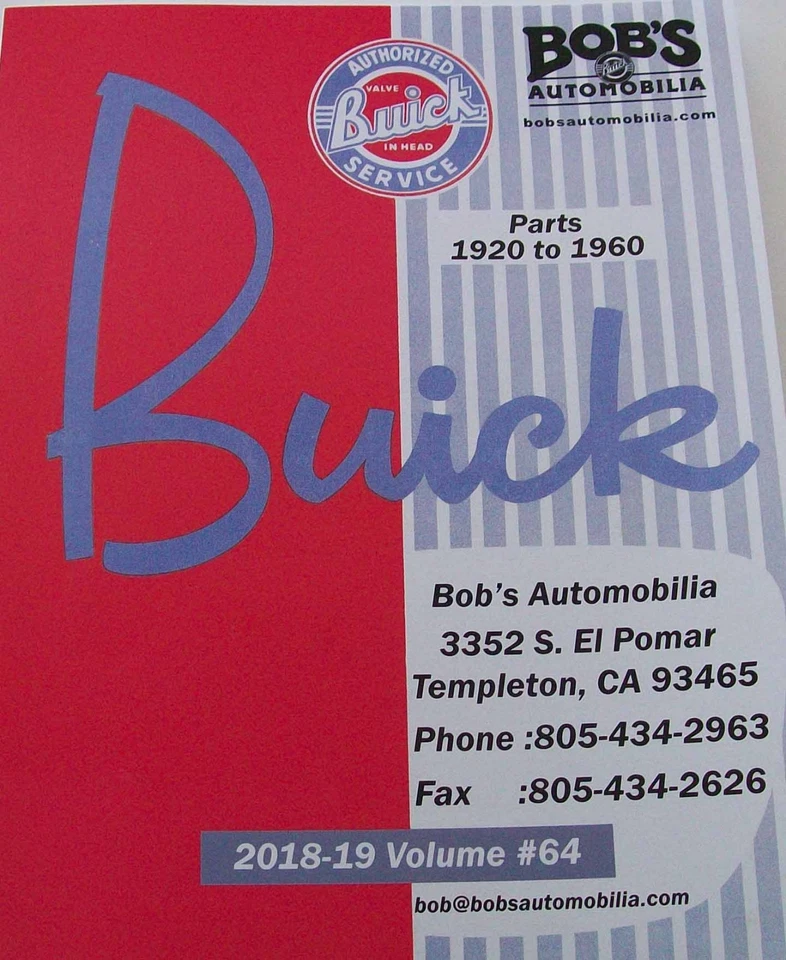 AUTHORIZED
VALVE
Buick
IN HEAD
SERVICE
BOB'S
Buick
AUTOMOBILIA
bobsautomobilia.com
Parts
1920 to 1960
Buick
Bob's Automobilia
3352 S. El Pomar
Templeton, CA 93465
Phone :805-434-2963
Fax :805-434-2626
2018-19 Volume #64
bob@bobsautomobilia.com